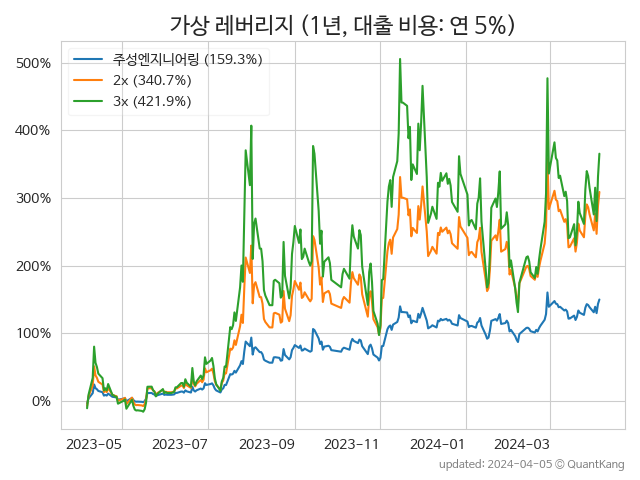 가상 레버리지 (1년, 대출 비용: 연 5%)
주성엔지니어링 (159.3%)
2x (340.7%)
3x (421.9%)
500%
400%
300%
200%
100%
0%
2023-05 2023-07 2023-09 2023-11 2024-01 2024-03
updated: 2024-04-05 © QuantKang